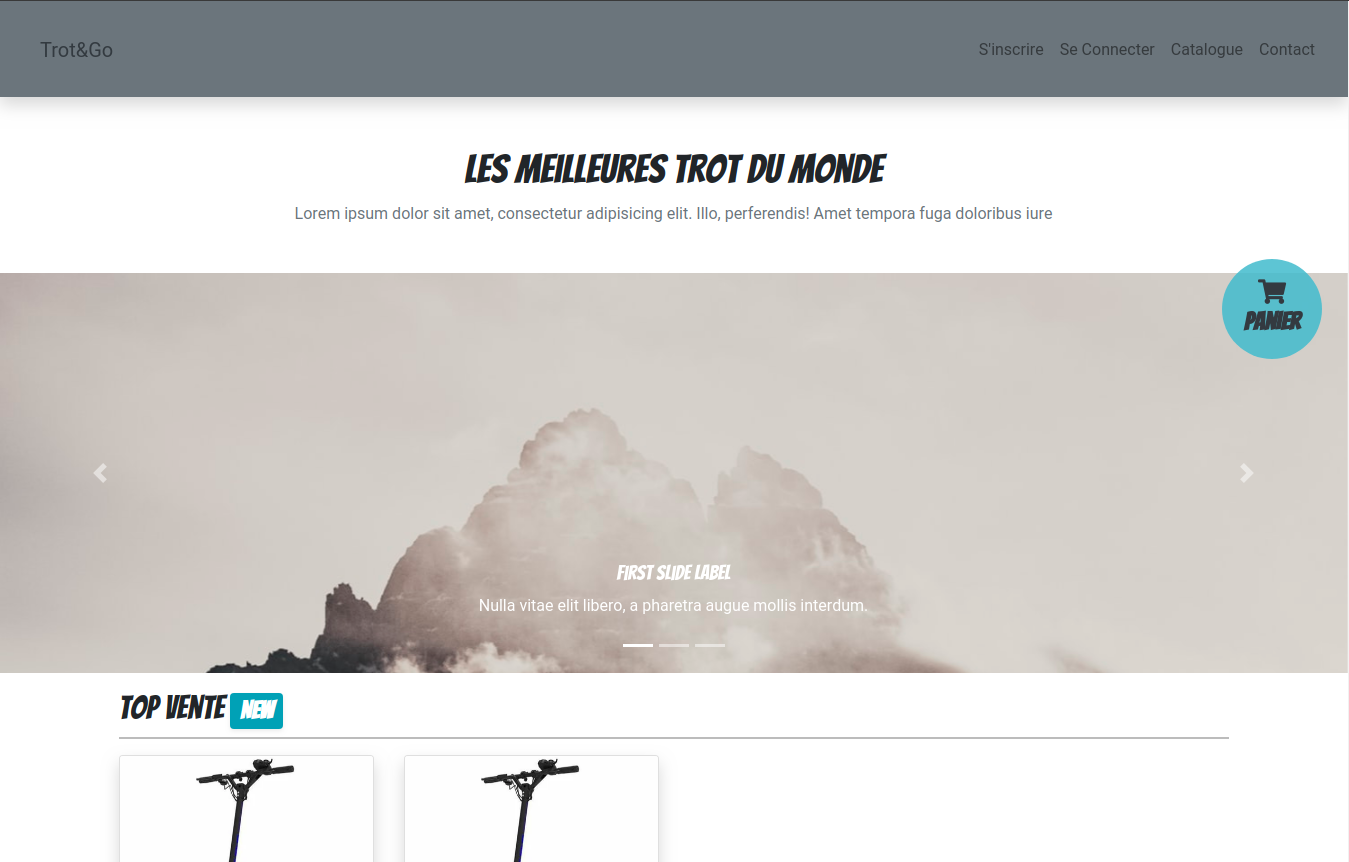 Trot&Go
S'inscrire Se Connecter Catalogue Contact
LES MEILLEURES TROT DU MONDE
Lorem ipsum dolor sit amet, consectetur adipisicing elit. Illo, perferendis! Amet tempora fuga doloribus iure
PANIER
FIRST SLIDE LABEL
Nulla vitae elit libero, a pharetra augue mollis interdum.
TOP VENTE NEW